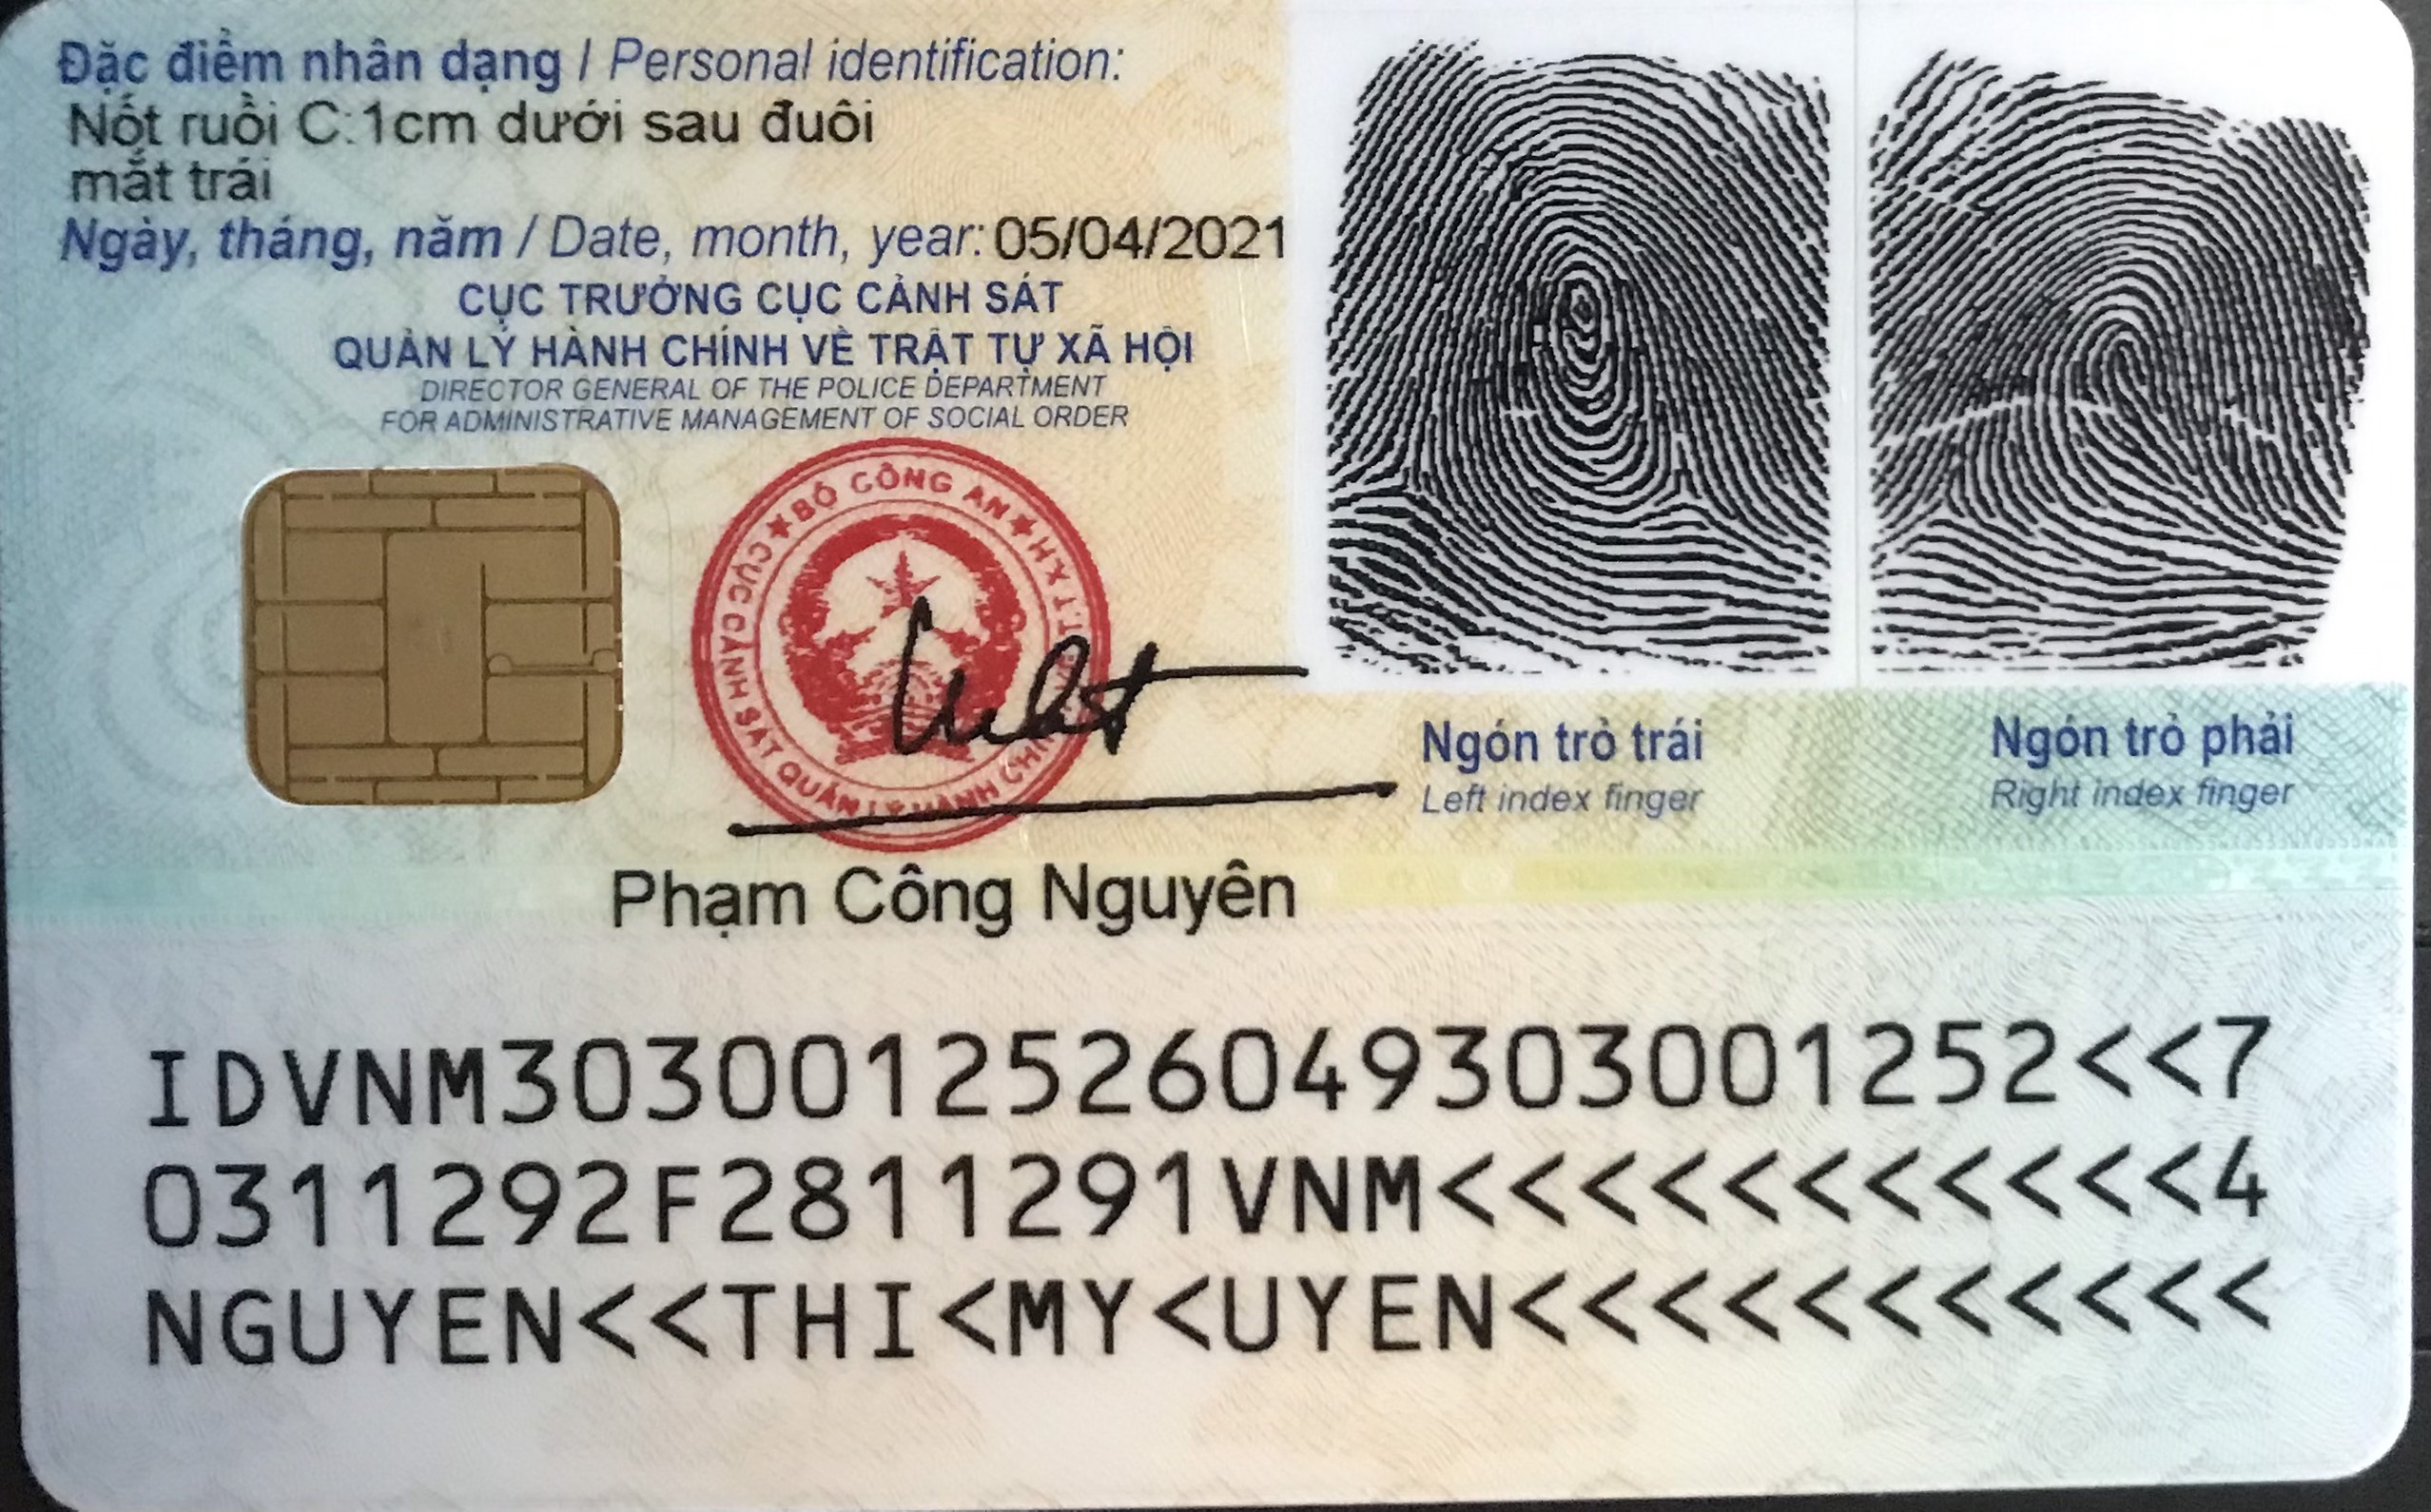 Đặc điểm nhân dạng / Personal identification:
Nốt ruồi C:1cm dưới sau đuôi
mắt trái
Ngày, tháng, năm / Date, month, year: 05/04/2021
CỤC TRƯỞNG CỤC CẢNH SÁT
QUẢN LÝ HÀNH CHÍNH VỀ TRẬT TỰ XÃ HỘI
DIRECTOR GENERAL OF THE POLICE DEPARTMENT
FOR ADMINISTRATIVE MANAGEMENT OF SOCIAL ORDER
BỘ CÔNG AN
CỤC CẢNH SÁT QUẢN LÝ HÀNH
Ngón trỏ trái
Left index finger
Ngón trỏ phải
Right index finger
Phạm Công Nguyên
IDVNM3030012526049303001252<<7
0311292F2811291VNM<<<<<<<<<<<4
NGUYEN<<THI<MY<UYEN<<<<<<<<<<<